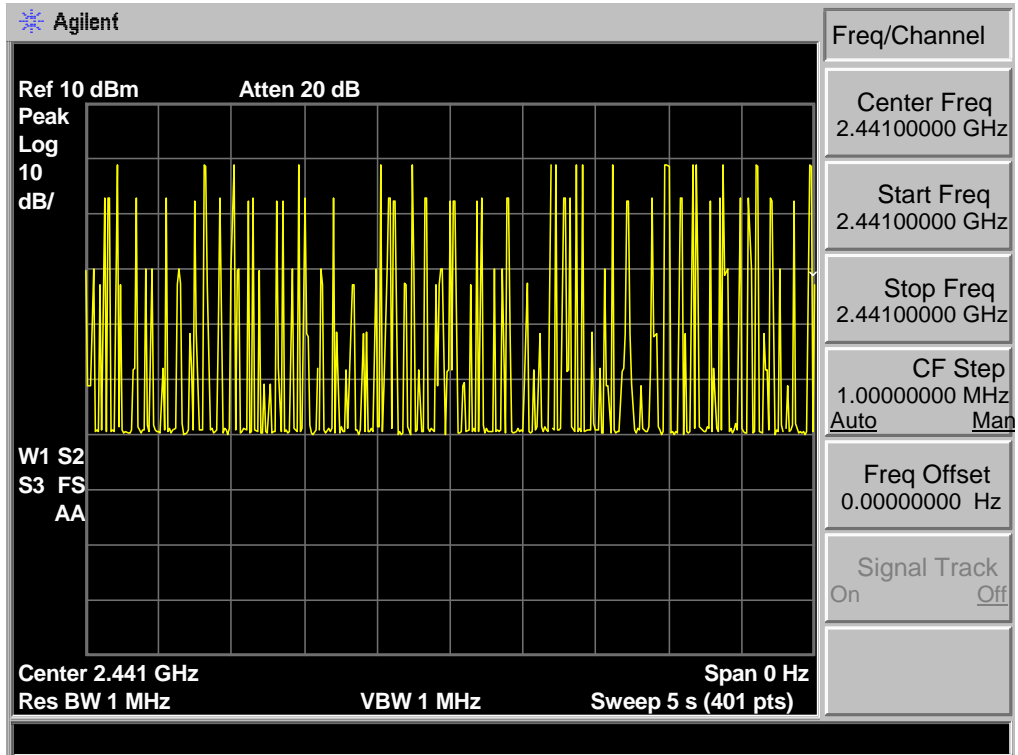 Agilent
Freq/Channel
Ref 10 dBm Atten 20 dB
Peak
Log
10
dB/
W1 S2
S3 FS
AA
Center 2.441 GHz Span 0 Hz
Res BW 1 MHz VBW 1 MHz Sweep 5 s (401 pts)
Center Freq
2.44100000 GHz
Start Freq
2.44100000 GHz
Stop Freq
2.44100000 GHz
CF Step
1.00000000 MHz
Auto Man
Freq Offset
0.00000000 Hz
Signal Track
On Off